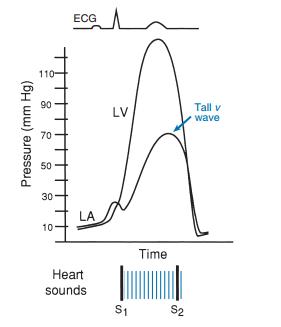 ECG
110
90
70
50
30
10
Pressure (mm Hg)
LV
LA
Tall v
wave
Time
Heart
sounds
S1
S2